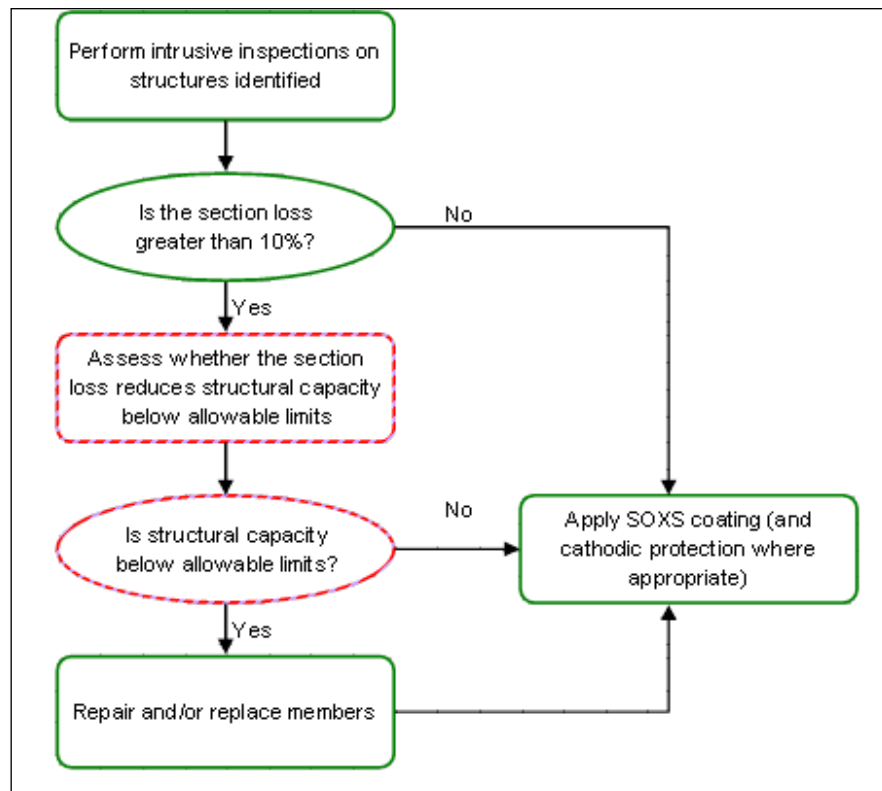 Perform intrusive inspections on
structures identified
Is the section loss
greater than 10%?
No
Yes
Assess whether the section
loss reduces structural capacity
below allowable limits
Is structural capacity
below allowable limits?
No
Apply SOXS coating (and
cathodic protection where
appropriate)
Yes
Repair and/or replace members